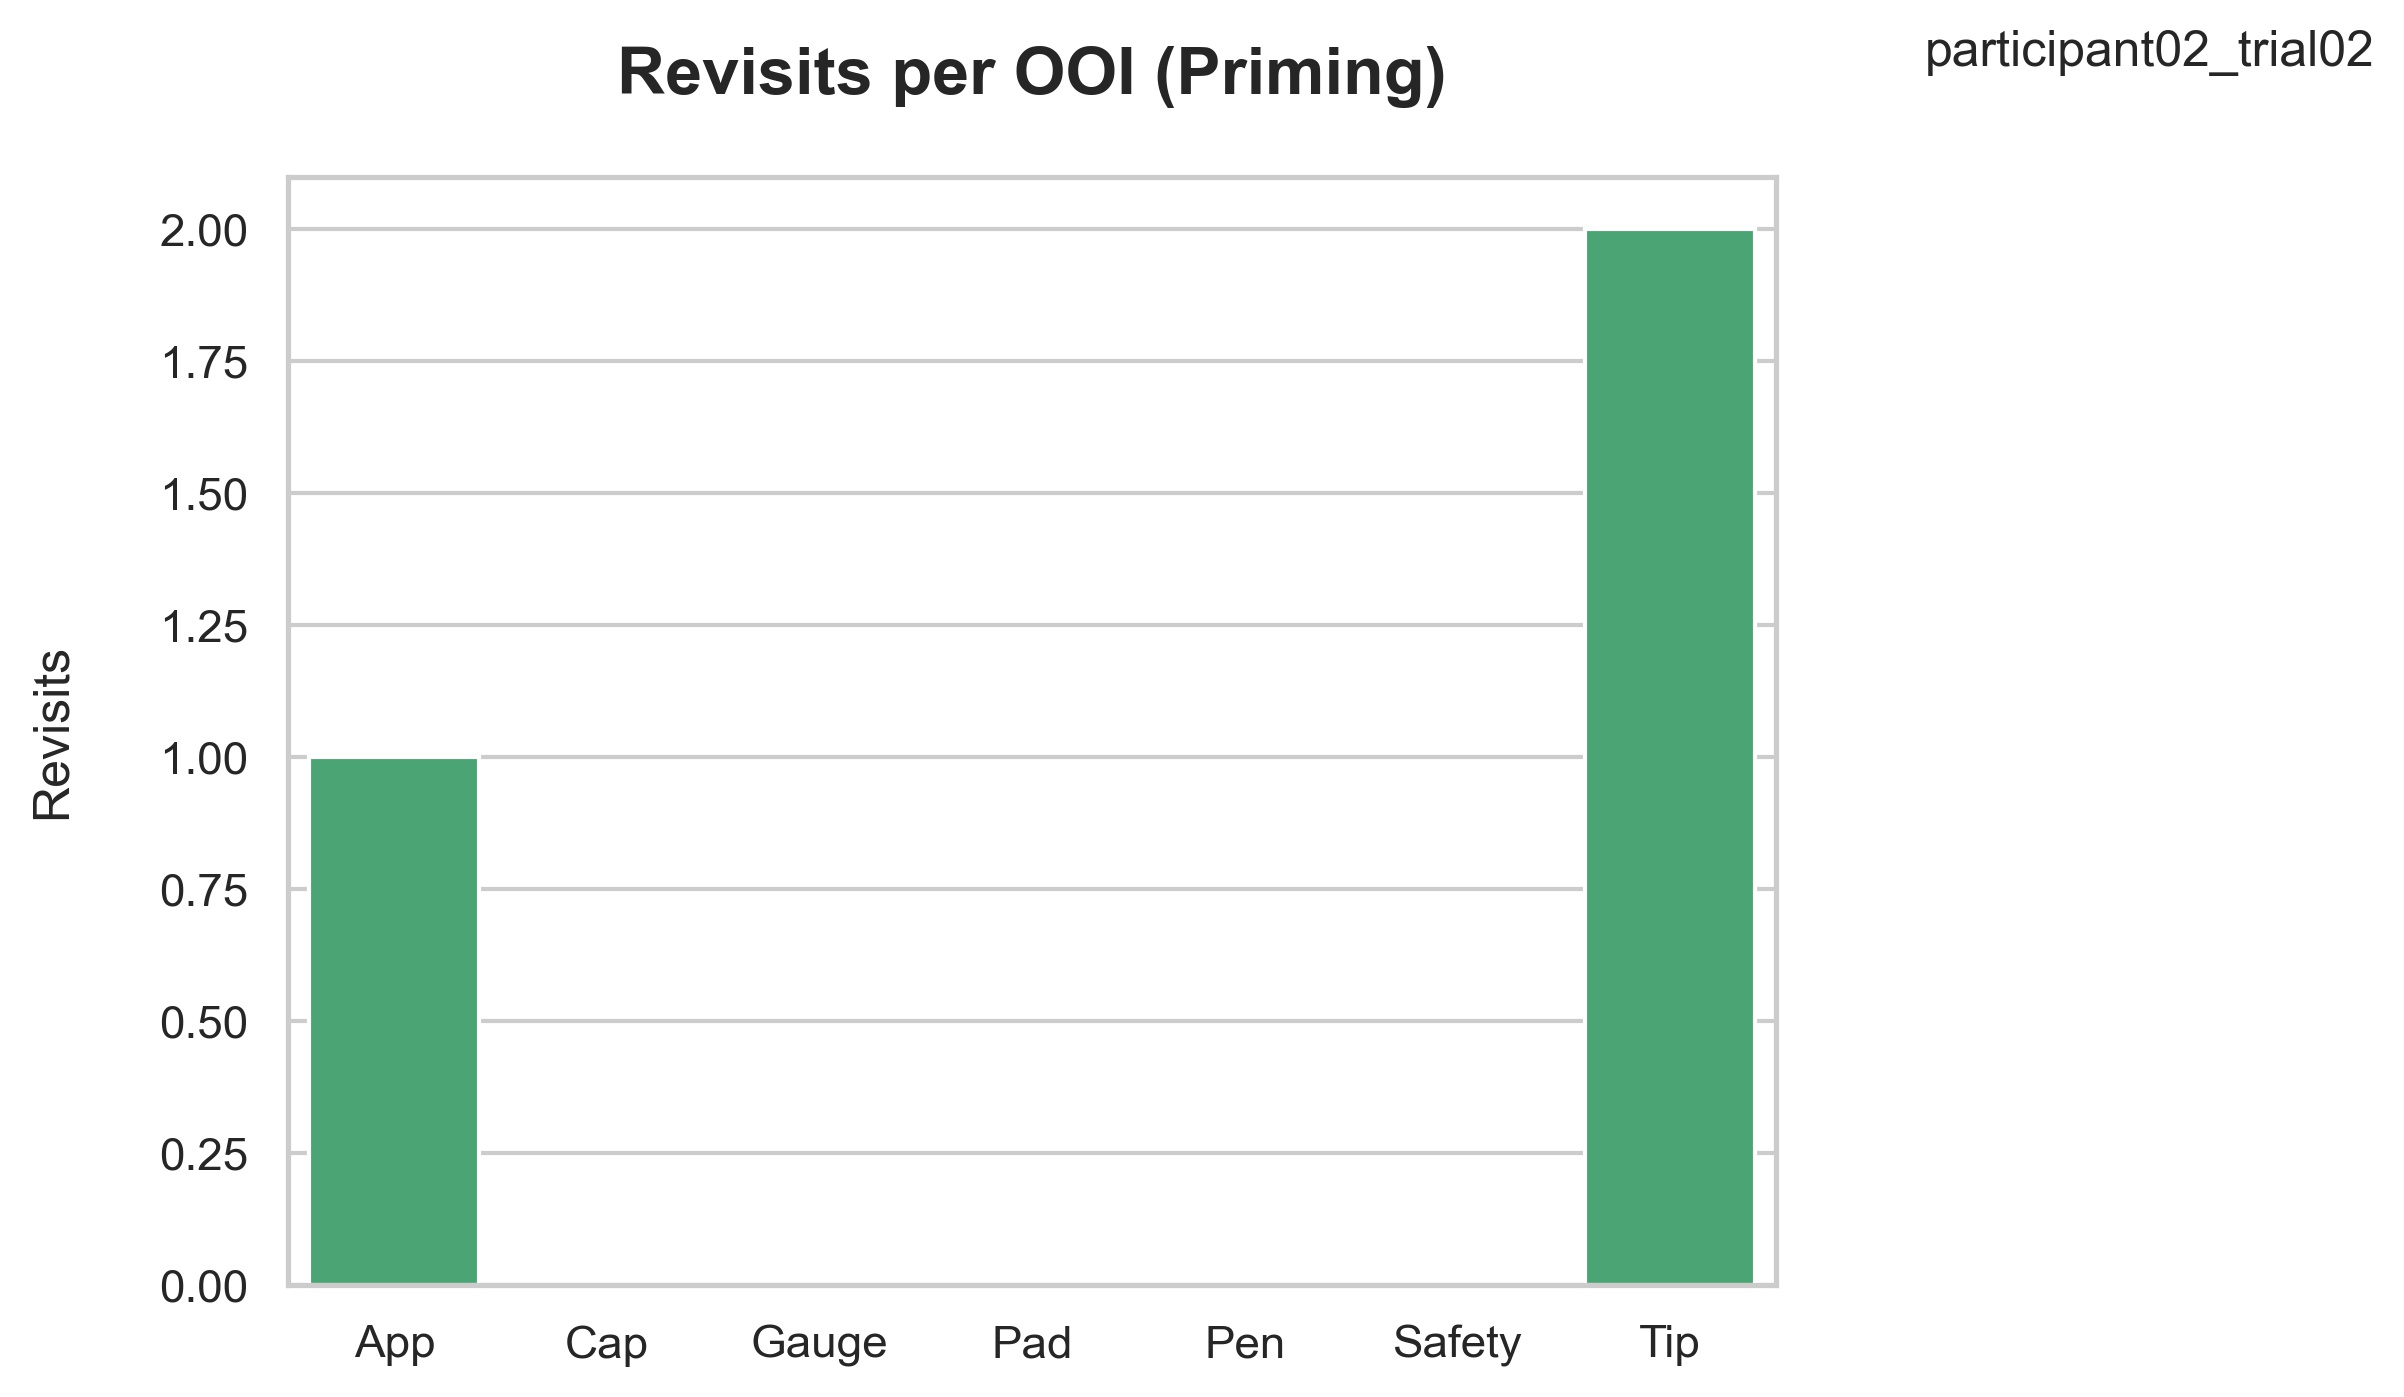 Revisits per OOI (Priming)
participant02_trial02
Revisits
2.00
1.75
1.50
1.25
1.00
0.75
0.50
0.25
0.00
App Cap Gauge Pad Pen Safety Tip